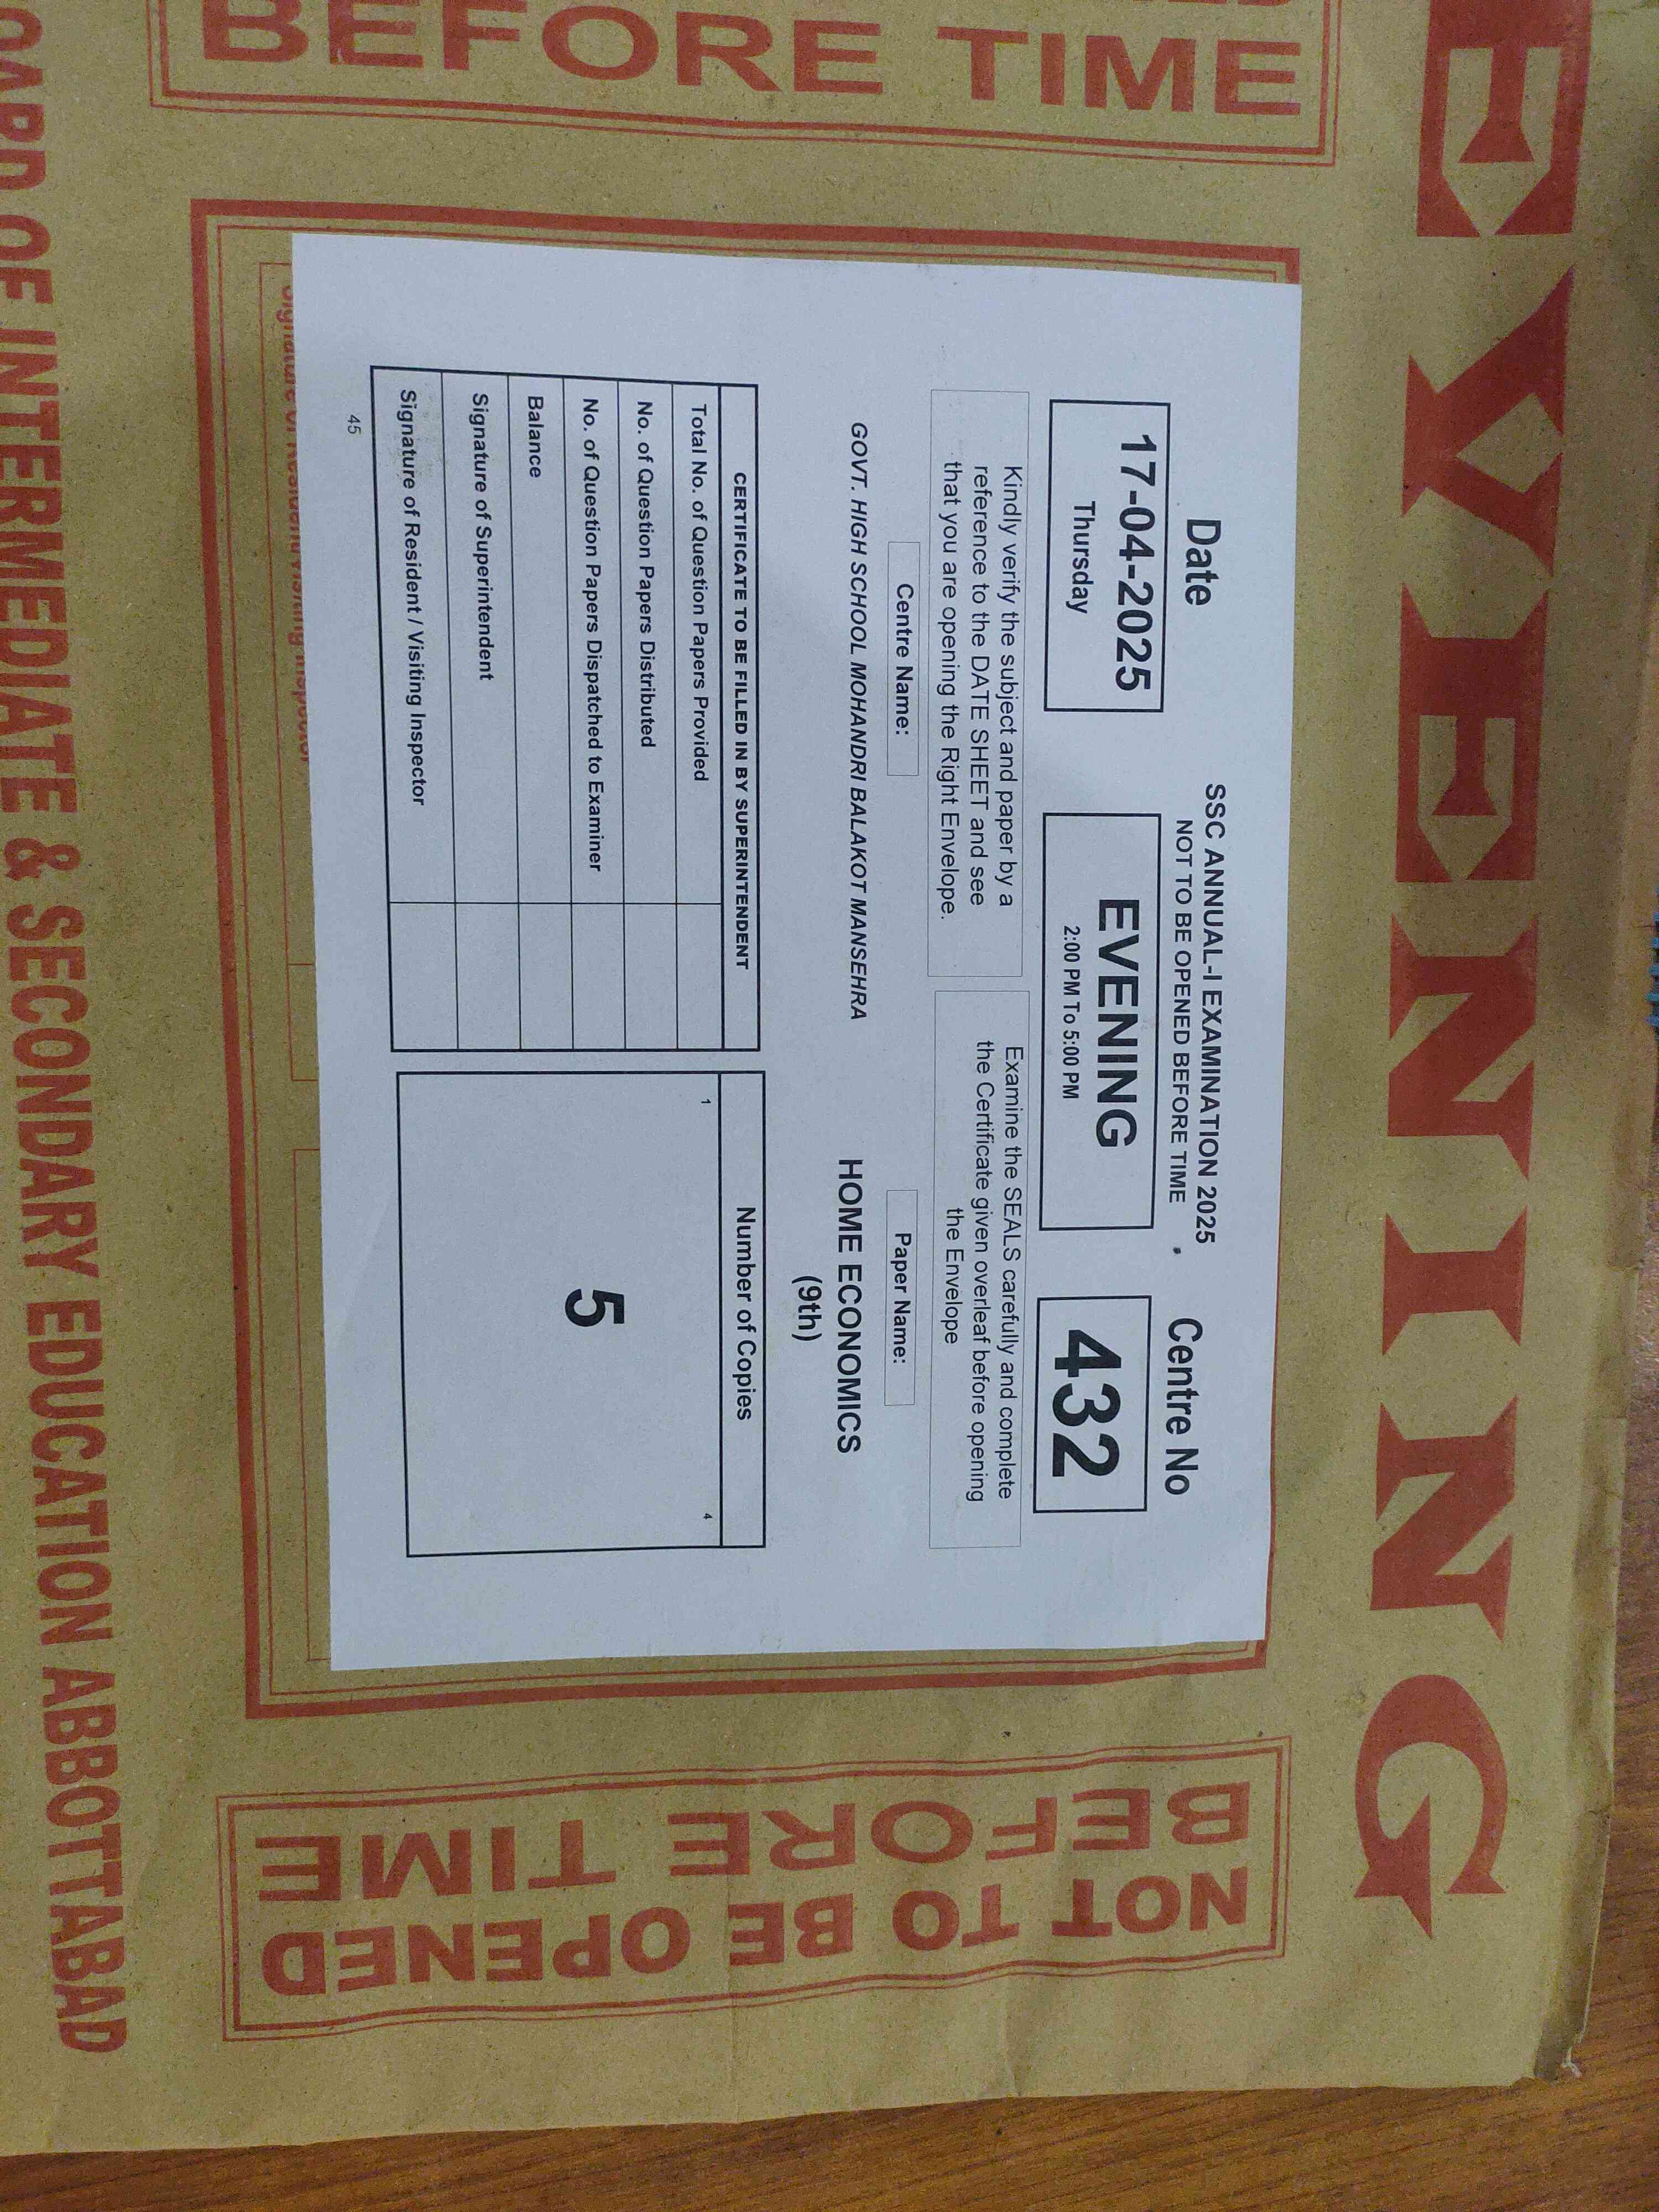 EVENING
BEFORE TIME
SSC ANNUAL-I EXAMINATION 2025
NOT TO BE OPENED BEFORE TIME
Date
Centre No
17-04-2025
Thursday
EVENING
2:00 PM To 5:00 PM
432
Kindly verify the subject and paper by a
reference to the DATE SHEET and see
that you are opening the Right Envelope.
Examine the SEALS carefully and complete
the Certificate given overleaf before opening
the Envelope
Centre Name:
Paper Name:
GOVT. HIGH SCHOOL MOHANDRI BALAKOT MANSEHRA
HOME ECONOMICS
(9th)
CERTIFICATE TO BE FILLED IN BY SUPERINTENDENT
Total No. of Question Papers Provided
No. of Question Papers Distributed
No. of Question Papers Dispatched to Examiner
Balance
Signature of Superintendent
Signature of Resident / Visiting Inspector
Number of Copies
1
4
5
45
NOT TO BE OPENED
BEFORE TIME
OF INTERMEDIATE & SECONDARY EDUCATION ABBOTTABAD